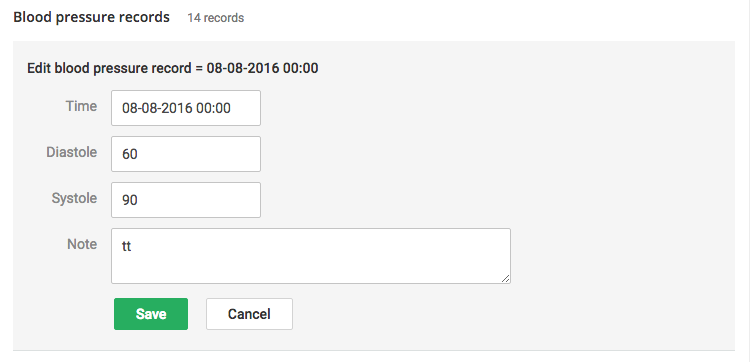 Blood pressure records 14 records
Edit blood pressure record = 08-08-2016 00:00
Time 08-08-2016 00:00
Diastole 60
Systole 90
Note tt
Save Cancel